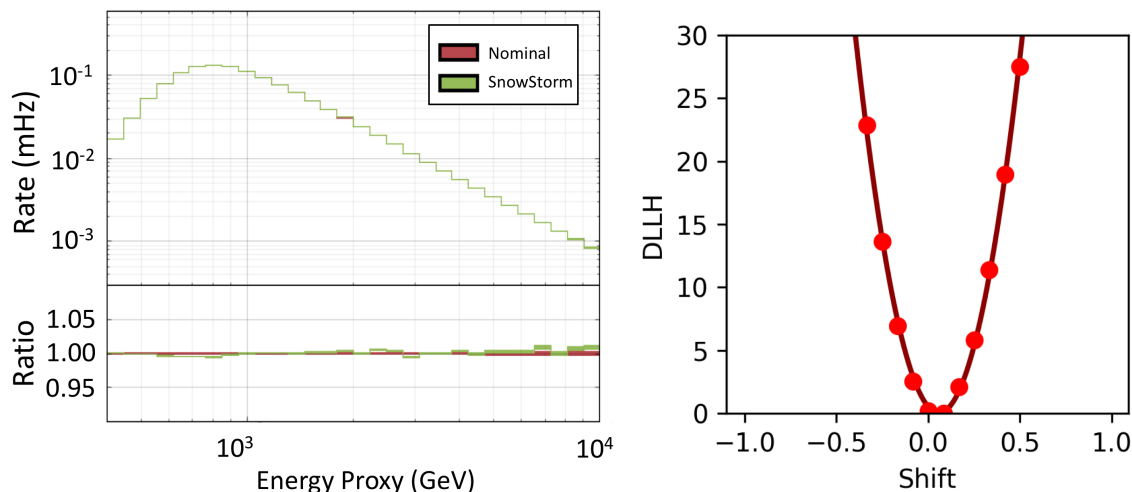 Nominal
SnowStorm
Rate (mHz)
10⁻¹
10⁻²
10⁻³
Ratio
1.05
1.00
0.95
10³
10⁴
Energy Proxy (GeV)
DLLH
30
25
20
15
10
5
0
-1.0
-0.5
0.0
0.5
1.0
Shift